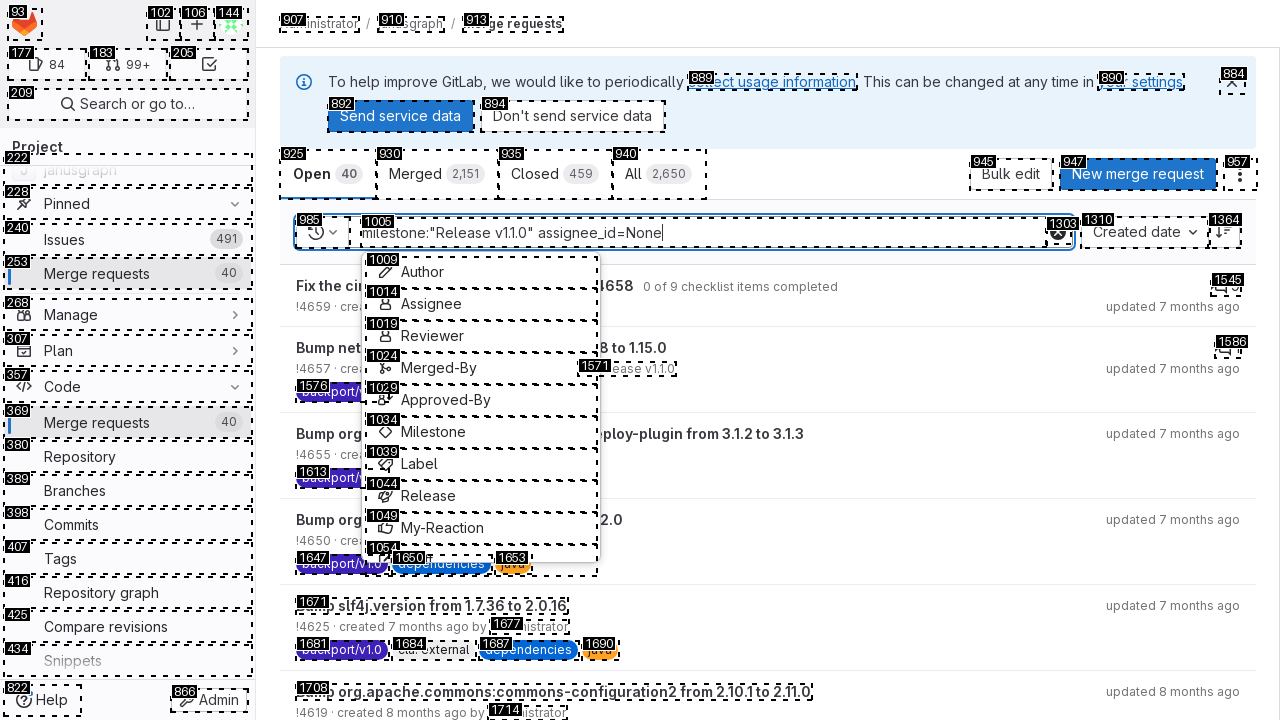 93
102
106
144
177
84
183
99+
205
209
Search or go to…
Project
222
janusgraph
228
Pinned
240
Issues
491
253
Merge requests
40
268
Manage
307
Plan
357
Code
369
Merge requests
40
380
Repository
389
Branches
398
Commits
407
Tags
416
Repository graph
425
Compare revisions
434
Snippets
822
Help
866
Admin
907
/
910
/
913
Merge requests
To help improve GitLab, we would like to periodically
889
collect usage information
. This can be changed at any time in
890
your settings
.
884
892
Send service data
894
Don't send service data
925
Open 40
930
Merged 2,151
935
Closed 459
940
All 2,650
945
Bulk edit
947
New merge request
957
985
1005
milestone:"Release v1.1.0" assignee_id=None
1303
1310
Created date
1364
1009
Author
1014
Assignee
1019
Reviewer
1024
Merged-By
1029
Approved-By
1034
Milestone
1039
Label
1044
Release
1049
My-Reaction
1054
Fix the ci
4658
0 of 9 checklist items completed
1545
!4659 · crea
updated 7 months ago
Bump net
8 to 1.15.0
1586
!4657 · crea
1571
ease v1.1.0
updated 7 months ago
1576
backport/v
Bump org
eploy-plugin from 3.1.2 to 3.1.3
!4655 · crea
updated 7 months ago
1613
backport/v
Bump org
2.0
!4650 · crea
updated 7 months ago
1647
backport/v1.0
1650
dependencies
1653
java
1671
Bump slf4j.version from 1.7.36 to 2.0.16
!4625 · created 7 months ago by
1677
istrator
updated 7 months ago
1681
backport/v1.0
1684
cla: external
1687
dependencies
1690
java
1708
Bump org.apache.commons:commons-configuration2 from 2.10.1 to 2.11.0
!4619 · created 8 months ago by
1714
istrator
updated 8 months ago